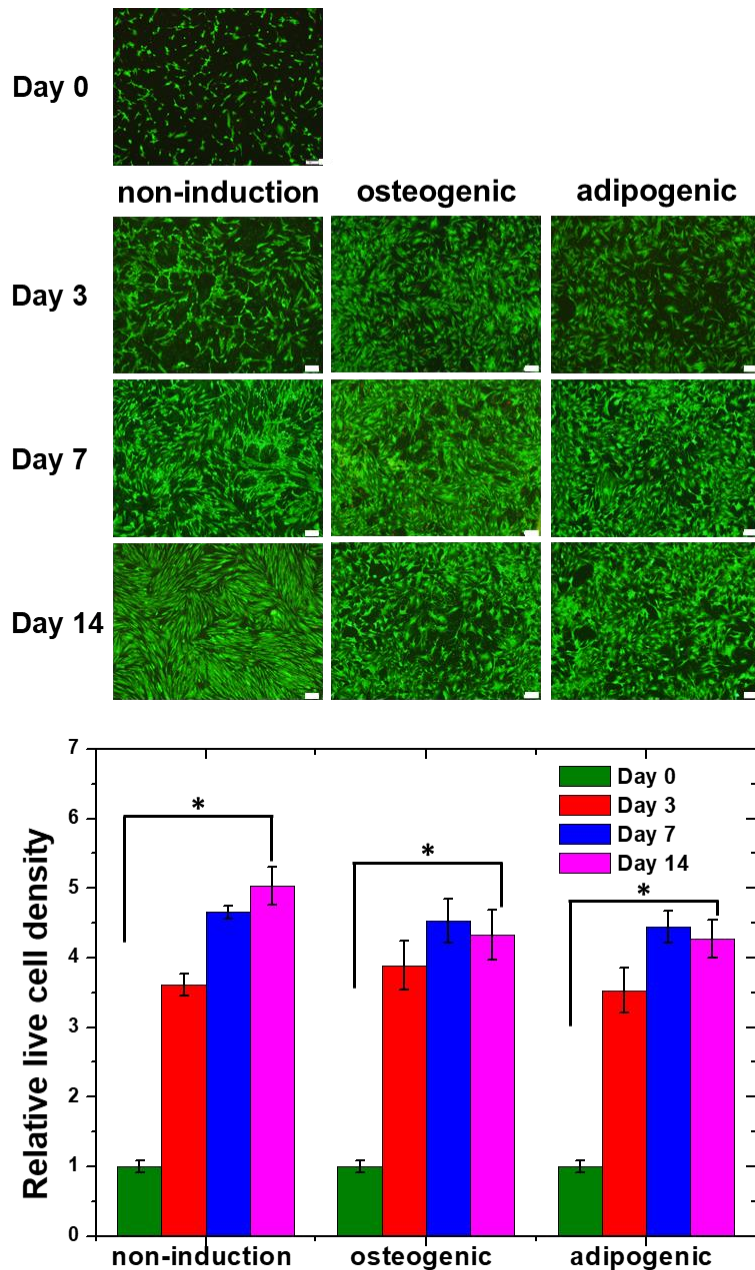 Day 0
non-induction osteogenic adipogenic
Day 3
Day 7
Day 14
Relative live cell density
7
6
5
4
3
2
1
0
*
*
*
Day 0
Day 3
Day 7
Day 14
non-induction osteogenic adipogenic